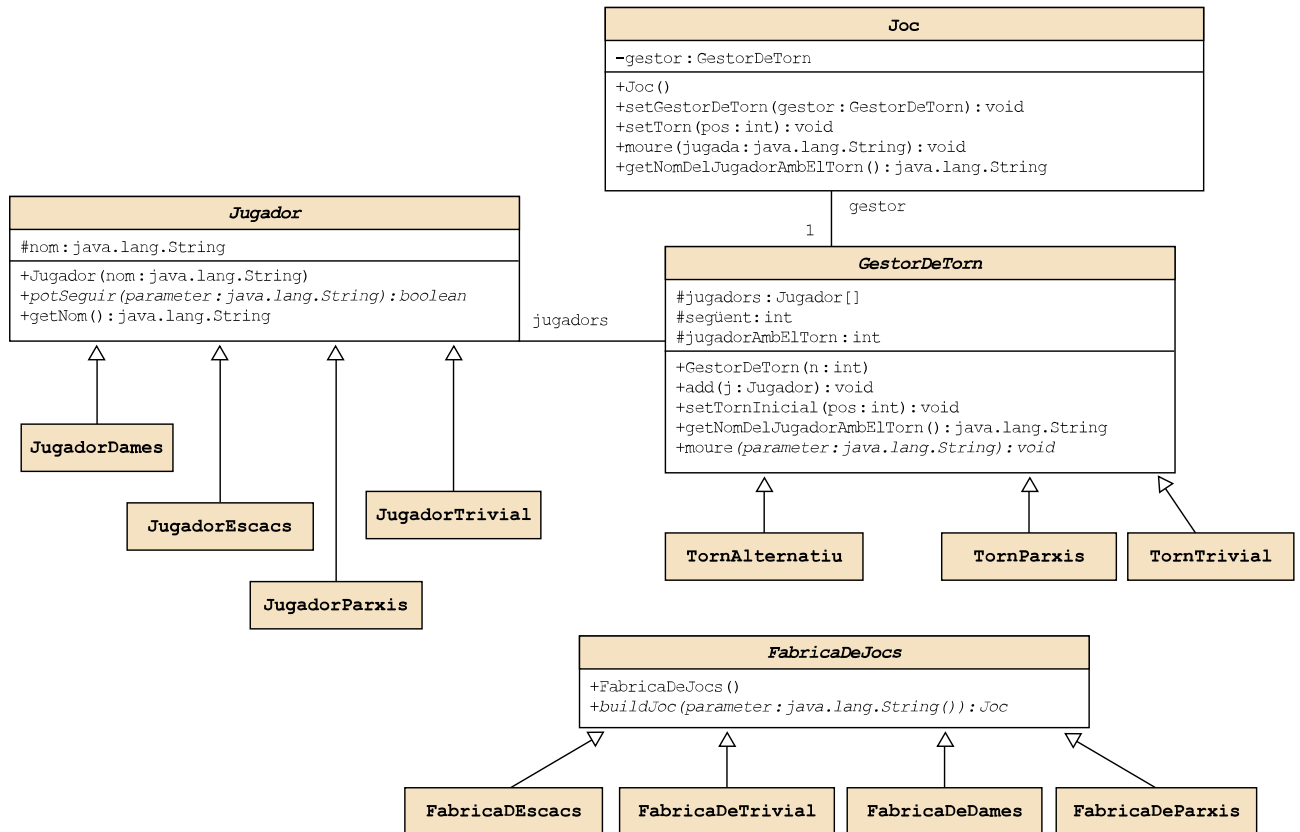 Joc
-gestor:GestorDeTorn
+Joc()
+setGestorDeTorn(gestor:GestorDeTorn):void
+setTorn(pos:int):void
+moure(jugada:java.lang.String):void
+getNomDelJugadorAmbElTorn():java.lang.String
gestor
1
Jugador
#nom:java.lang.String
+Jugador(nom:java.lang.String)
+potSeguir(parameter:java.lang.String):boolean
+getNom():java.lang.String
jugadors
GestorDeTorn
#jugadors:Jugador[]
#següent:int
#jugadorAmbElTorn:int
+GestorDeTorn(n:int)
+add(j:Jugador):void
+setTornInicial(pos:int):void
+getNomDelJugadorAmbElTorn():java.lang.String
+moure(parameter:java.lang.String):void
JugadorDames
JugadorEscacs
JugadorParxis
JugadorTrivial
TornAlternatiu
TornParxis
TornTrivial
FabricaDeJocs
+FabricaDeJocs()
+buildJoc(parameter:java.lang.String()):Joc
FabricaDEscacs
FabricaDeTrivial
FabricaDeDames
FabricaDeParxis